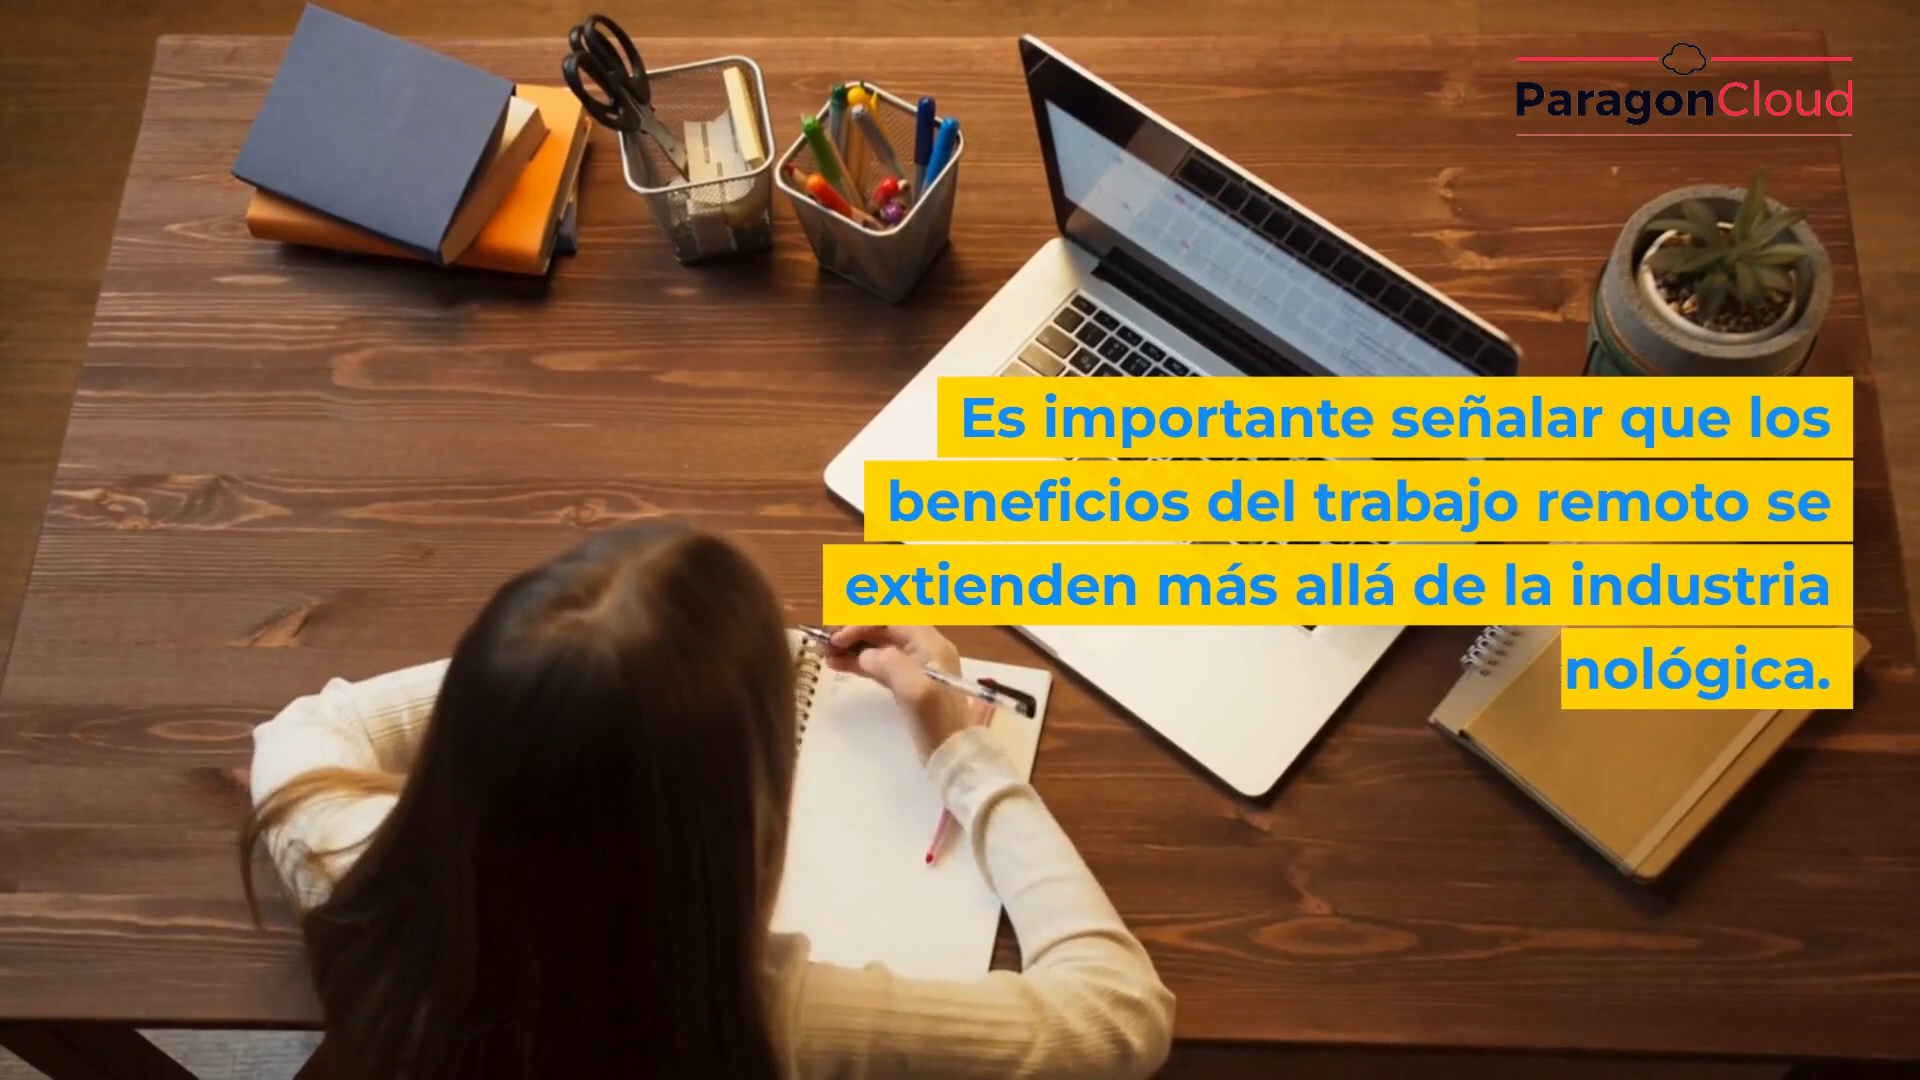 ParagonCloud
Es importante señalar que los
beneficios del trabajo remoto se
extienden más allá de la industria
nológica.